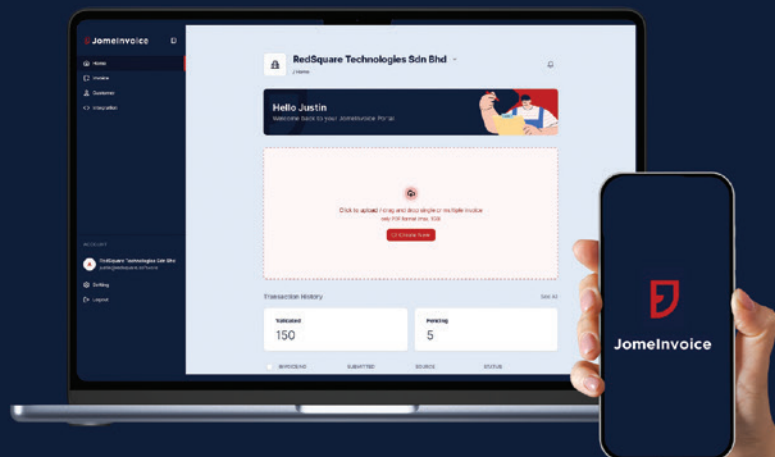 JomeInvoice
Home
Invoice
Customer
Integration
ACCOUNT
RedSquare Technologies Sdn Bhd
Setting
Logout
RedSquare Technologies Sdn Bhd
/ Home
Hello Justin
Welcome back to your JomeInvoice Portal
Click to upload / drag and drop single or multiple invoice
Transaction History
See All
Validated
150
Pending
5
INVOICE NO
SUBMITTED
SOURCE
STATUS
JomeInvoice